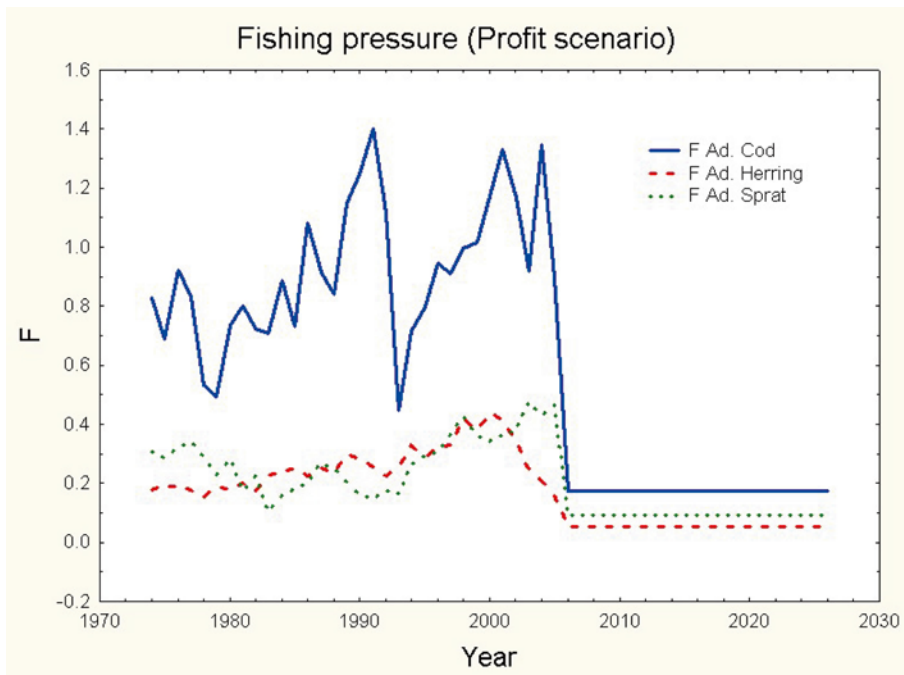 Fishing pressure (Profit scenario)
1.6
1.4
1.2
1.0
0.8
0.6
0.4
0.2
0.0
-0.2
F
F Ad. Cod
F Ad. Herring
F Ad. Sprat
1970 1980 1990 2000 2010 2020 2030
Year